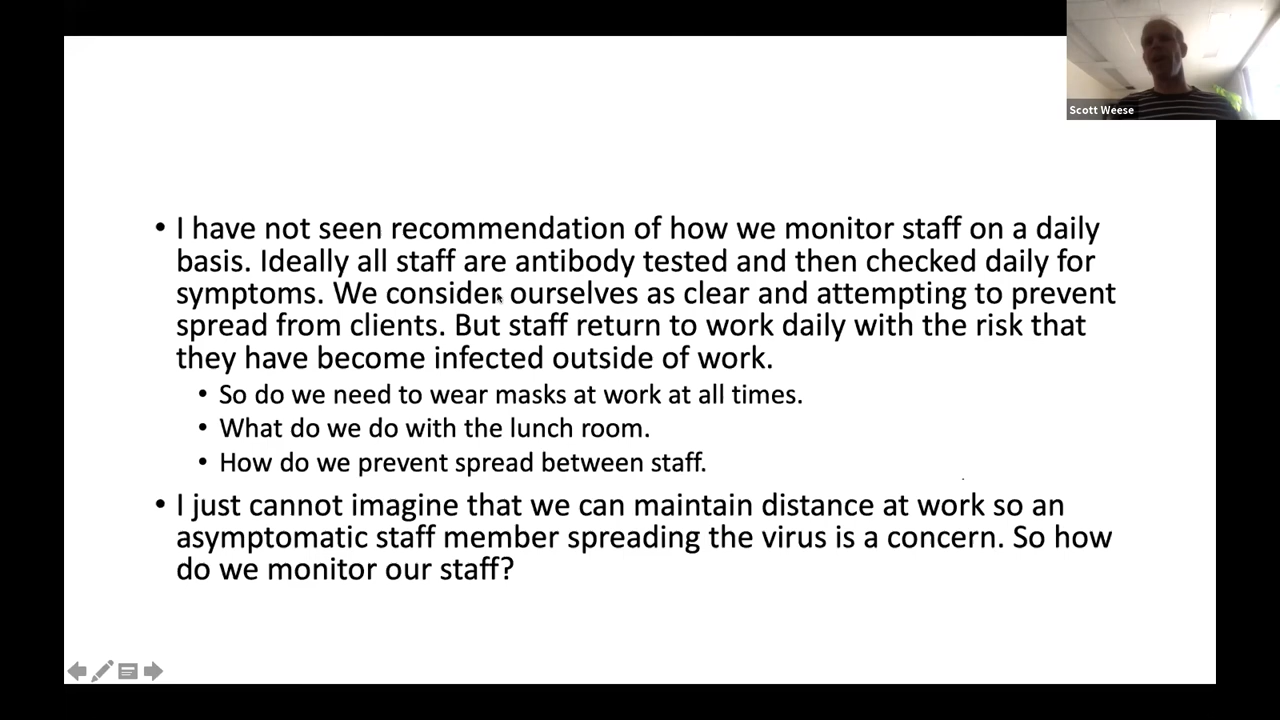 Scott Weese
• I have not seen recommendation of how we monitor staff on a daily
basis. Ideally all staff are antibody tested and then checked daily for
symptoms. We consider ourselves as clear and attempting to prevent
spread from clients. But staff return to work daily with the risk that
they have become infected outside of work.
• So do we need to wear masks at work at all times.
• What do we do with the lunch room.
• How do we prevent spread between staff.
• I just cannot imagine that we can maintain distance at work so an
asymptomatic staff member spreading the virus is a concern. So how
do we monitor our staff?